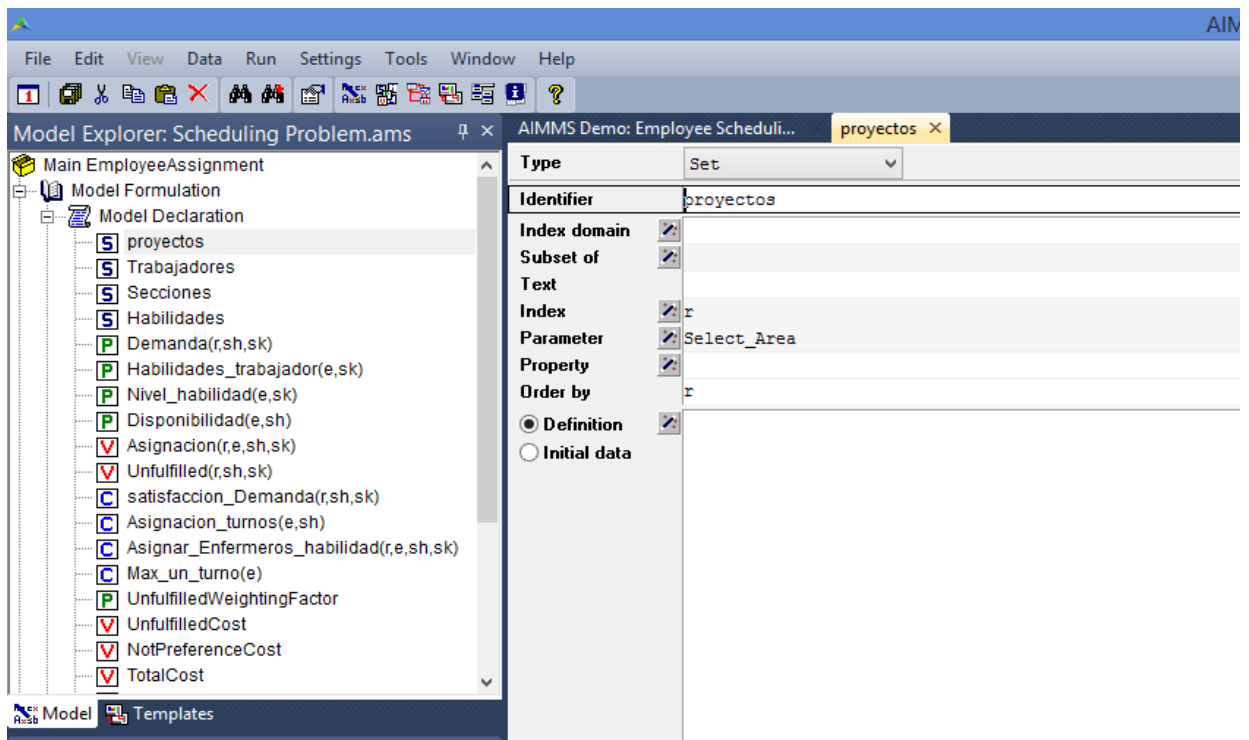 AIM
File Edit View Data Run Settings Tools Window Help
Model Explorer: Scheduling Problem.ams
Main EmployeeAssignment
Model Formulation
Model Declaration
S proyectos
S Trabajadores
S Secciones
S Habilidades
P Demanda(r,sh,sk)
P Habilidades_trabajador(e,sk)
P Nivel_habilidad(e,sk)
P Disponibilidad(e,sh)
V Asignacion(r,e,sh,sk)
V Unfulfilled(r,sh,sk)
C satisfaccion_Demanda(r,sh,sk)
C Asignacion_turnos(e,sh)
C Asignar_Enfermeros_habilidad(r,e,sh,sk)
C Max_un_turno(e)
P UnfulfilledWeightingFactor
V UnfulfilledCost
V NotPreferenceCost
V TotalCost
Model Templates
AIMMS Demo: Employee Scheduli... proyectos
Type Set
Identifier proyectos
Index domain
Subset of
Text
Index r
Parameter Select_Area
Property
Order by r
Definition
Initial data